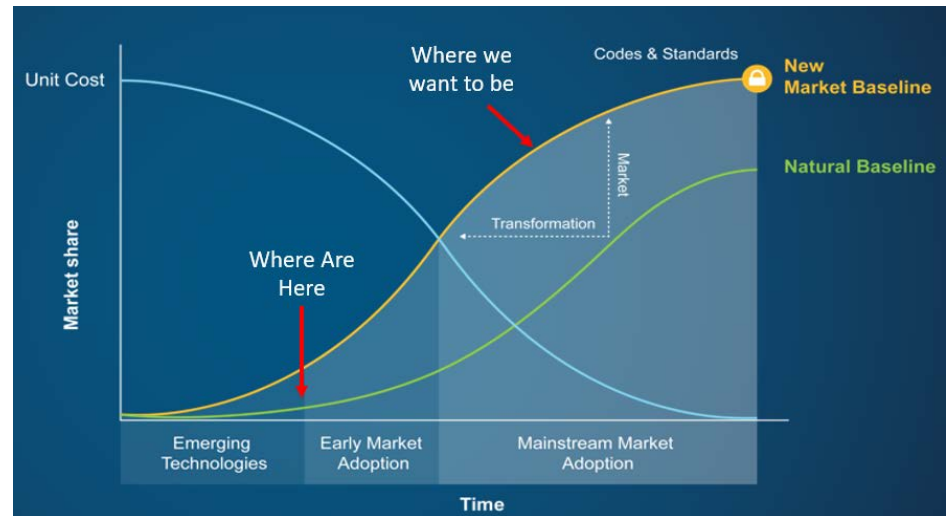 Where we
want to be
Codes & Standards
New
Market Baseline
Unit Cost
Natural Baseline
Market
Transformation
Where Are
Here
Market share
Emerging
Technologies
Early Market
Adoption
Mainstream Market
Adoption
Time